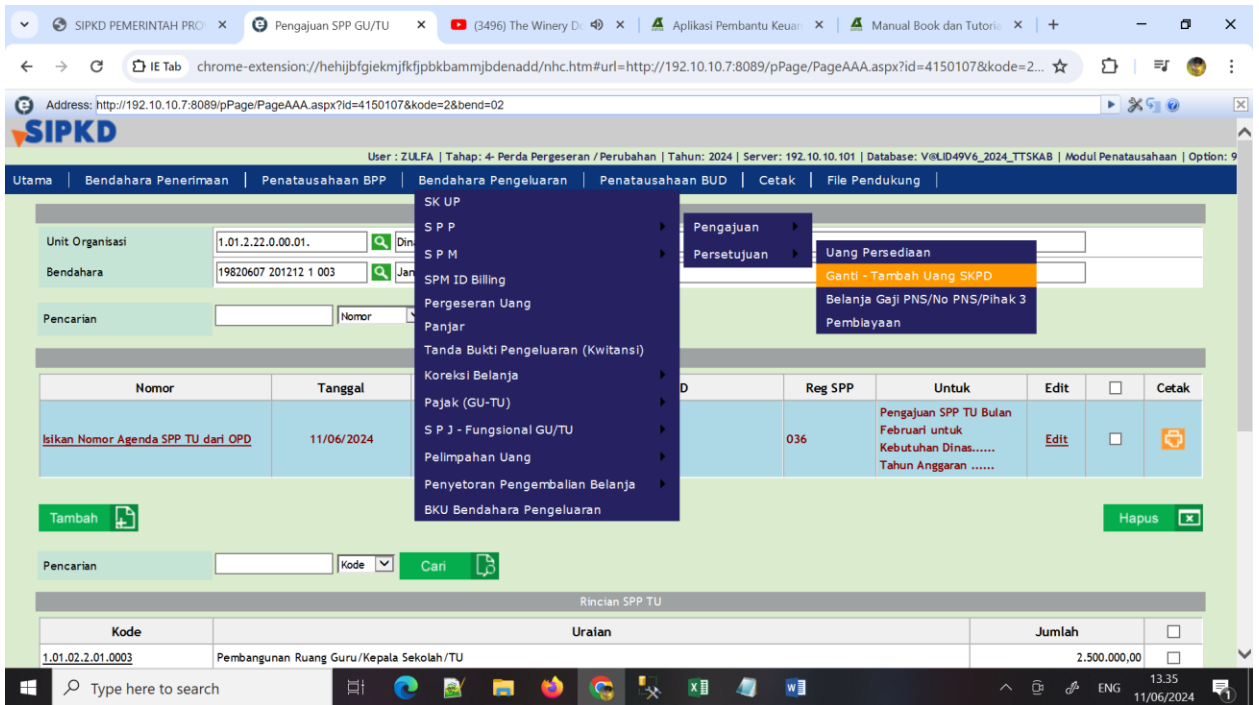 SIPKD PEMERINTAH PRO
Pengajuan SPP GU/TU
(3496) The Winery Do
Aplikasi Pembantu Keuan
Manual Book dan Tutoria
IE Tab
chrome-extension://hehijbfgiekmjfkfjpbkbammjbdenadd/nhc.htm#url=http://192.10.10.7:8089/pPage/PageAAA.aspx?id=4150107&kode=2...
Address: http://192.10.10.7:8089/pPage/PageAAA.aspx?id=4150107&kode=2&bend=02
SIPKD
User : ZULFA | Tahap: 4- Perda Pergeseran / Perubahan | Tahun: 2024 | Server: 192.10.10.101 | Database: V@LID49V6_2024_TTSKAB | Modul Penatausahaan | Option: 9
Utama | Bendahara Penerimaan | Penatausahaan BPP | Bendahara Pengeluaran | Penatausahaan BUD | Cetak | File Pendukung |
SK UP
S P P
S P M
SPM ID Billing
Pergeseran Uang
Panjar
Tanda Bukti Pengeluaran (Kwitansi)
Koreksi Belanja
Pajak (GU-TU)
S P J - Fungsional GU/TU
Pelimpahan Uang
Penyetoran Pengembalian Belanja
BKU Bendahara Pengeluaran
Pengajuan
Persetujuan
Uang Persediaan
Ganti - Tambah Uang SKPD
Belanja Gaji PNS/No PNS/Pihak 3
Pembiayaan
Unit Organisasi 1.01.2.22.0.00.01. Din
Bendahara 19820607 201212 1 003 Jan
Pencarian Nomor
Nomor Tanggal D Reg SPP Untuk Edit Cetak
Isikan Nomor Agenda SPP TU dari OPD 11/06/2024 036
Pengajuan SPP TU Bulan
Februari untuk
Kebutuhan Dinas......
Tahun Anggaran ......
Edit
Tambah
Hapus
Pencarian Kode Cari
Rincian SPP TU
Kode Uraian Jumlah
1.01.02.2.01.0003 Pembangunan Ruang Guru/Kepala Sekolah/TU 2.500.000,00
Type here to search
ENG
13.35
11/06/2024
1